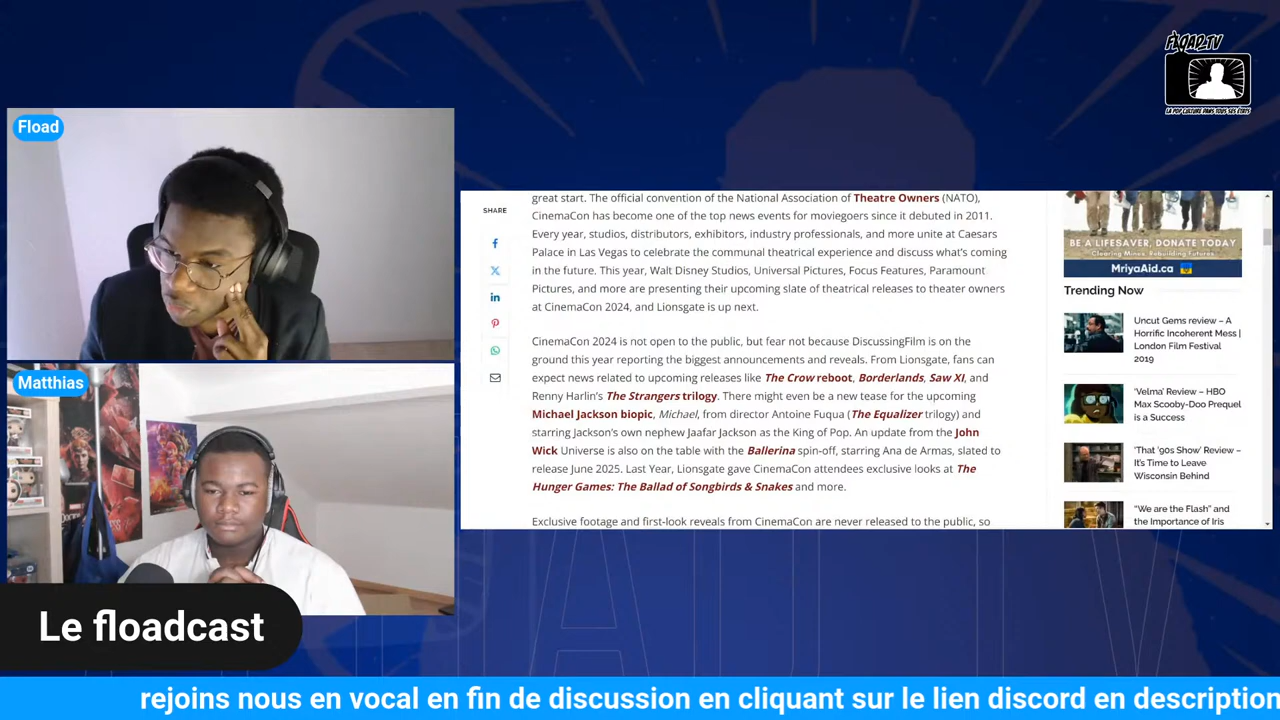 FLOAD.TV
LA POP CULTURE DANS TOUS SES ÉTATS
Fload
Matthias
SHARE
great start. The official convention of the National Association of Theatre Owners (NATO),
CinemaCon has become one of the top news events for moviegoers since it debuted in 2011.
Every year, studios, distributors, exhibitors, industry professionals, and more unite at Caesars
Palace in Las Vegas to celebrate the communal theatrical experience and discuss what's coming
in the future. This year, Walt Disney Studios, Universal Pictures, Focus Features, Paramount
Pictures, and more are presenting their upcoming slate of theatrical releases to theater owners
at CinemaCon 2024, and Lionsgate is up next.
CinemaCon 2024 is not open to the public, but fear not because DiscussingFilm is on the
ground this year reporting the biggest announcements and reveals. From Lionsgate, fans can
expect news related to upcoming releases like The Crow reboot, Borderlands, Saw XI, and
Renny Harlin's The Strangers trilogy. There might even be a new tease for the upcoming
Michael Jackson biopic, Michael, from director Antoine Fuqua (The Equalizer trilogy) and
starring Jackson's own nephew Jaafar Jackson as the King of Pop. An update from the John
Wick Universe is also on the table with the Ballerina spin-off, starring Ana de Armas, slated to
release June 2025. Last Year, Lionsgate gave CinemaCon attendees exclusive looks at The
Hunger Games: The Ballad of Songbirds & Snakes and more.
Exclusive footage and first-look reveals from CinemaCon are never released to the public, so
BE A LIFESAVER, DONATE TODAY
Clearing Mines. Rebuilding Futures.
MriyaAid.ca
Trending Now
Uncut Gems review – A
Horrific Incoherent Mess |
London Film Festival
2019
'Velma' Review – HBO
Max Scooby-Doo Prequel
is a Success
'That '90s Show' Review –
It's Time to Leave
Wisconsin Behind
"We are the Flash" and
the Importance of Iris
Le floadcast
rejoins nous en vocal en fin de discussion en cliquant sur le lien discord en description